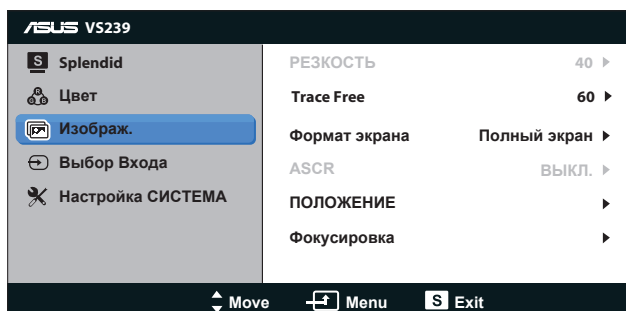 ASUS VS239
S Splendid
Цвет
Изображ.
Выбор Входа
Настройка СИСТЕМА
РЕЗКОСТЬ 40
Trace Free 60
Формат экрана Полный экран
ASCR ВЫКЛ.
ПОЛОЖЕНИЕ
Фокусировка
Move Menu S Exit